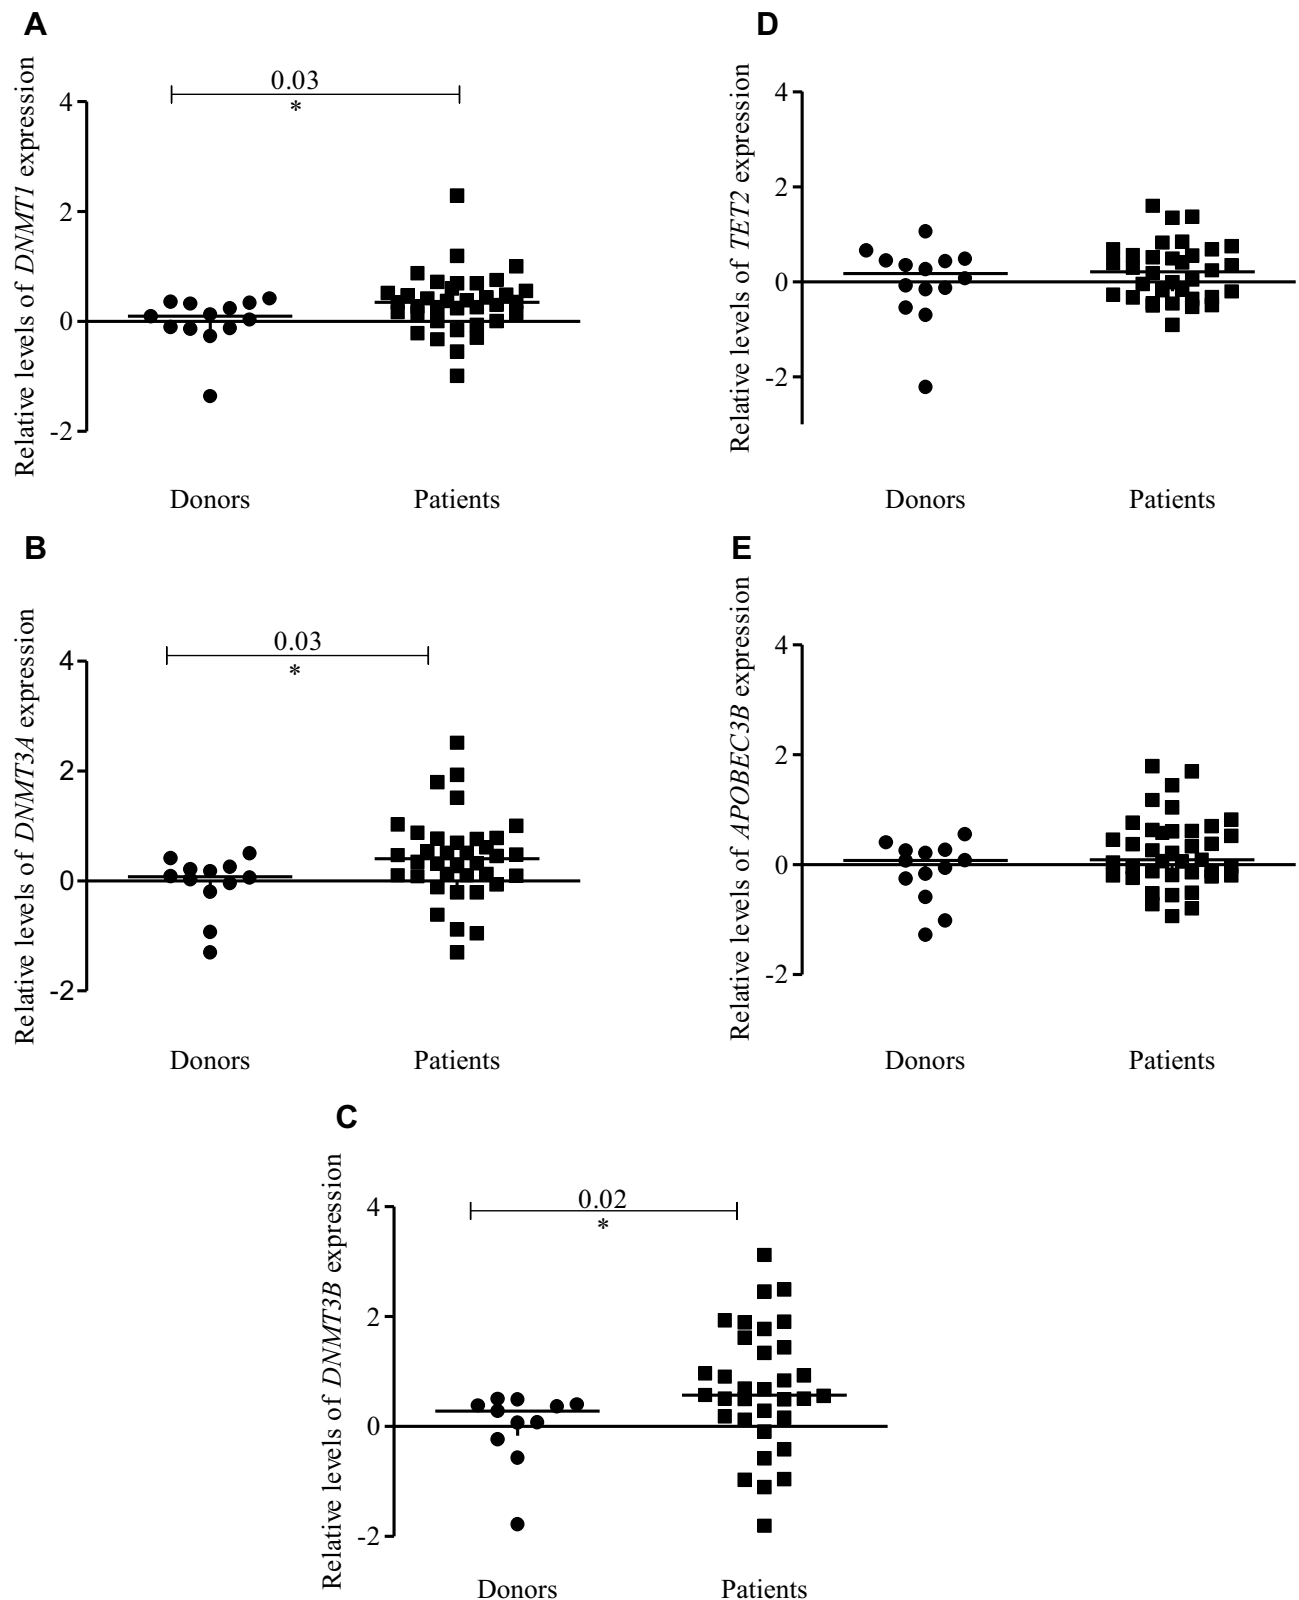 A
Relative levels of DNMT1 expression
0.03
*
4
2
0
-2
Donors
Patients
D
Relative levels of TET2 expression
4
2
0
-2
Donors
Patients
B
Relative levels of DNMT3A expression
0.03
*
4
2
0
-2
Donors
Patients
E
Relative levels of APOBEC3B expression
4
2
0
-2
Donors
Patients
C
Relative levels of DNMT3B expression
0.02
*
4
2
0
-2
Donors
Patients